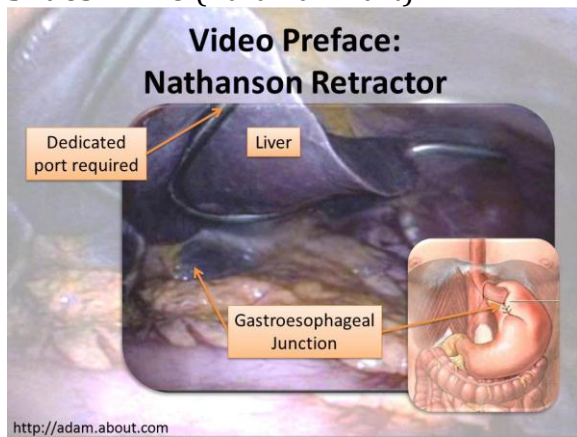 Video Preface:
Nathanson Retractor
Dedicated
port required
Liver
Gastroesophageal
Junction
http://adam.about.com